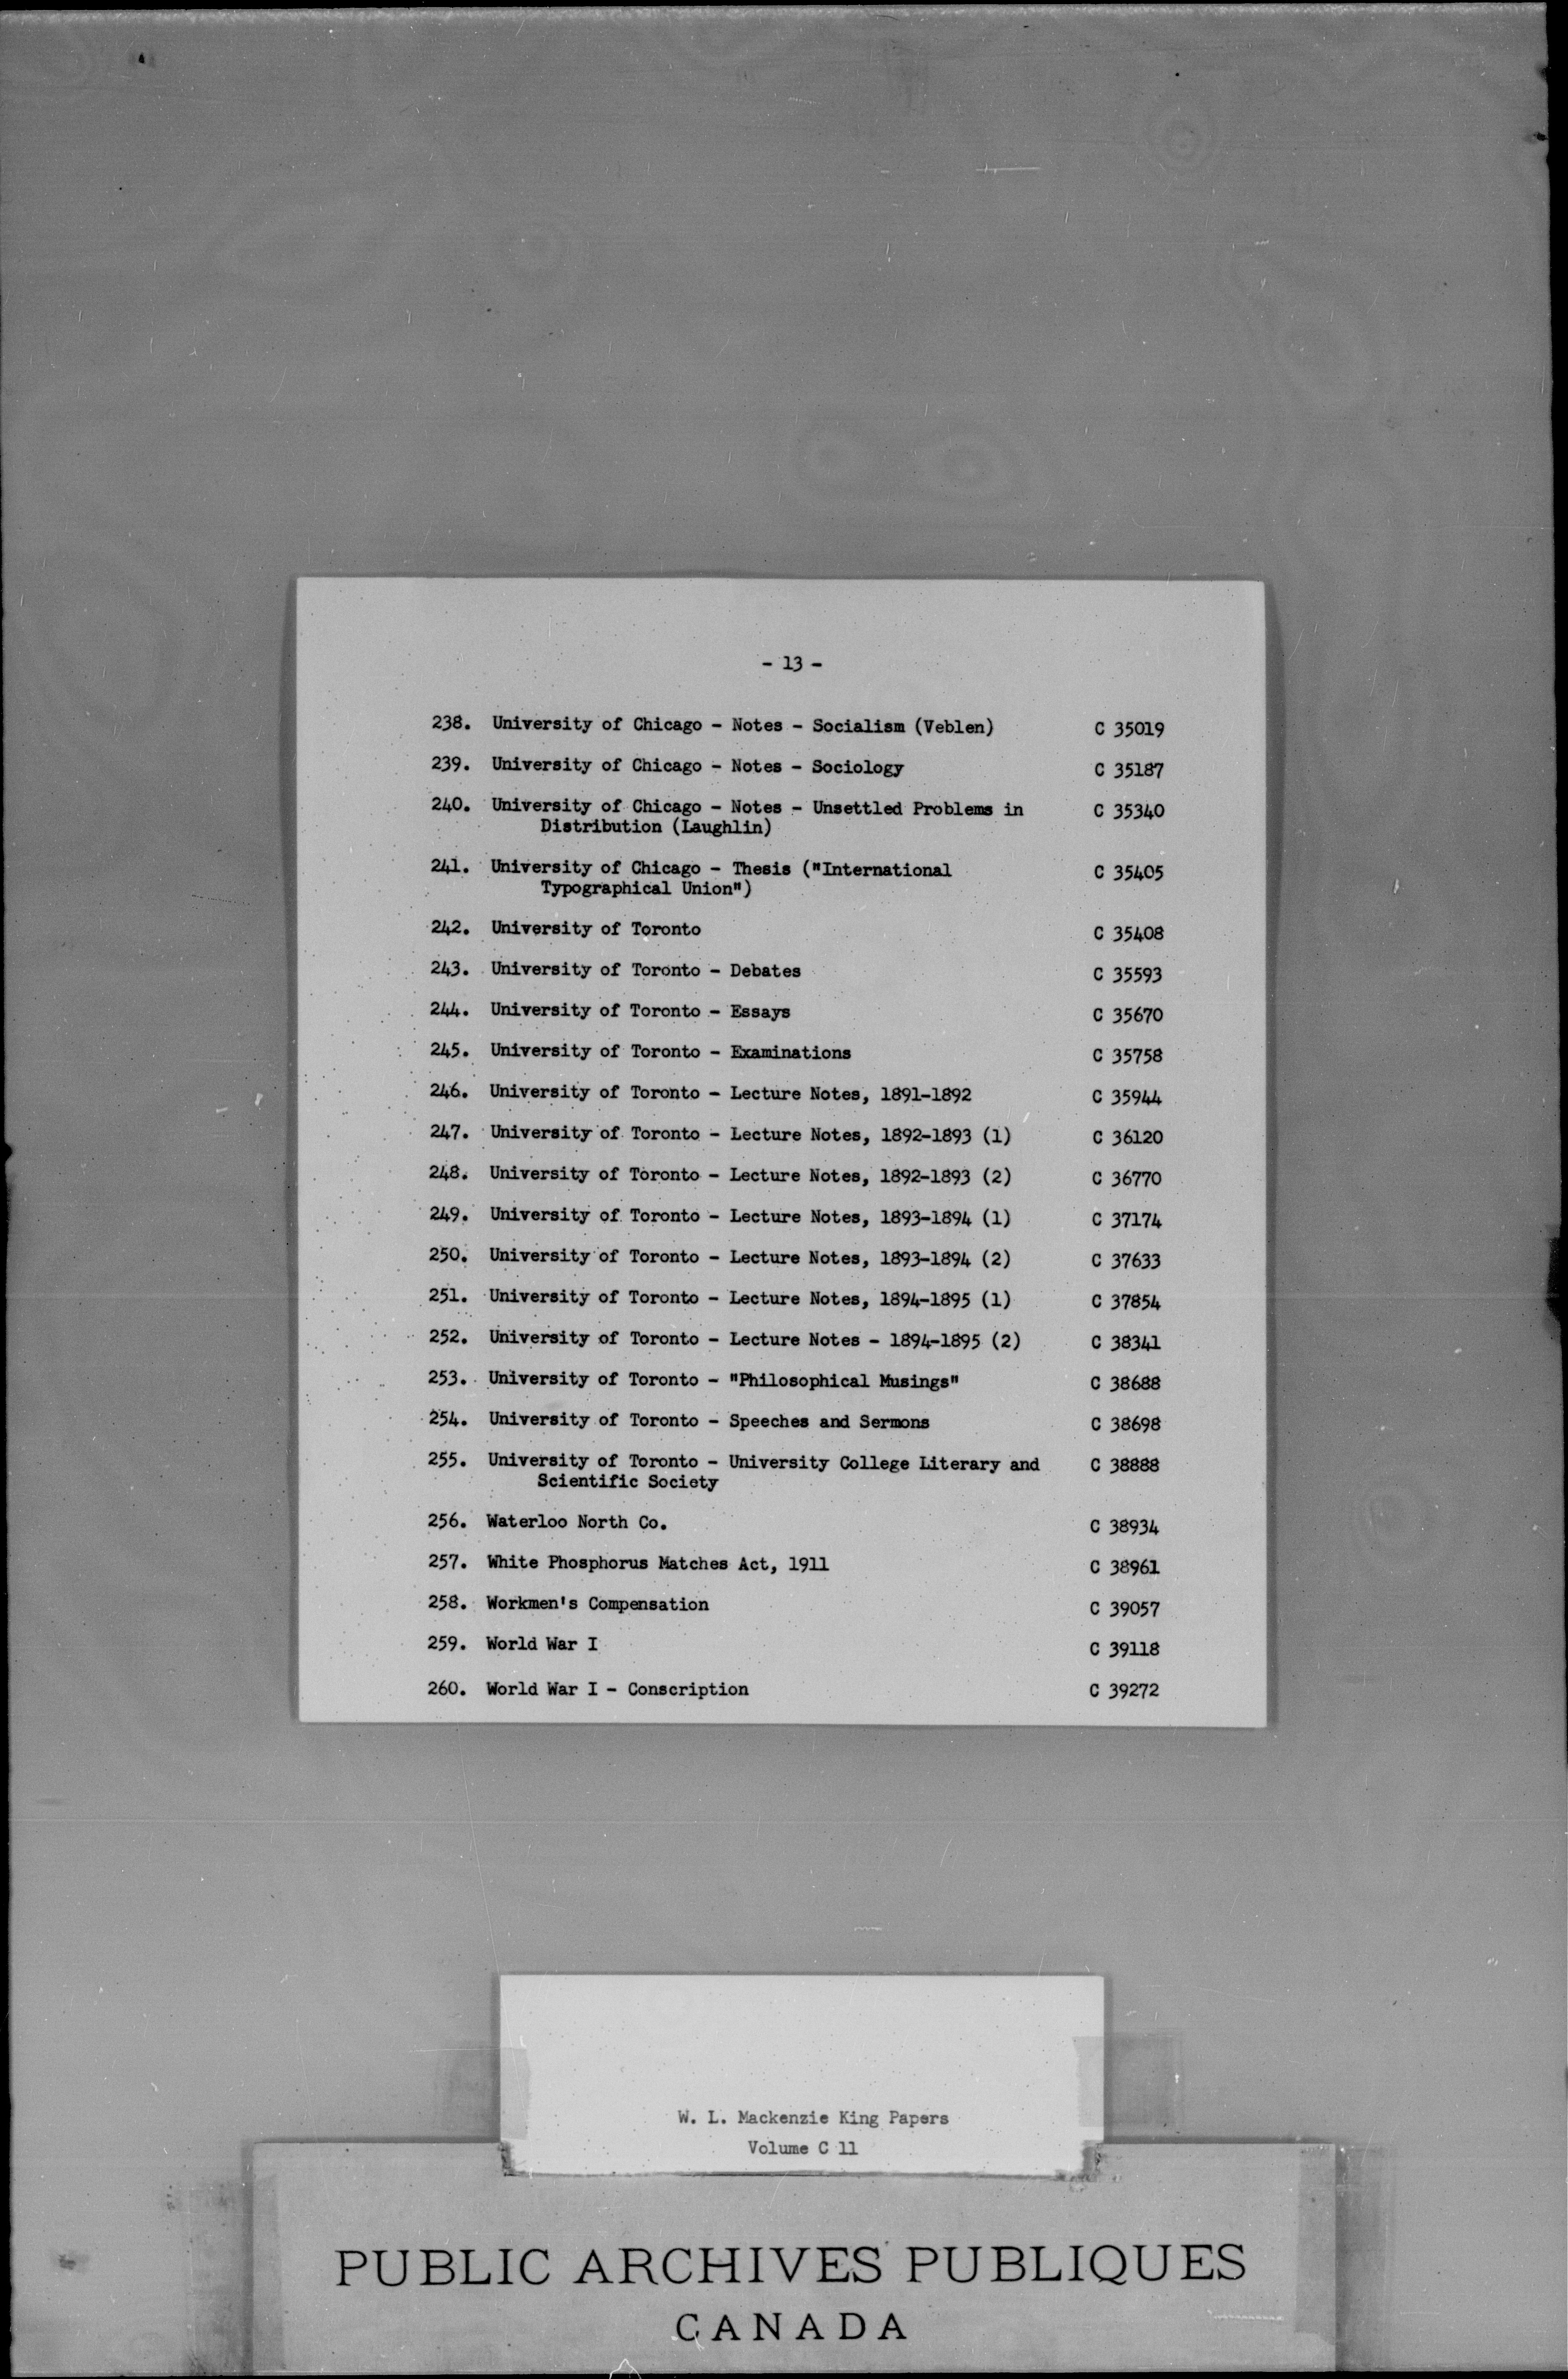 - 13 -
238. University of Chicago - Notes - Socialism (Veblen) C 35019
239. University of Chicago - Notes - Sociology C 35187
240. University of Chicago - Notes - Unsettled Problems in C 35340
Distribution (Laughlin)
241. University of Chicago - Thesis ("International C 35405
Typographical Union")
242. University of Toronto C 35408
243. University of Toronto - Debates C 35593
244. University of Toronto - Essays C 35670
245. University of Toronto - Examinations C 35758
246. University of Toronto - Lecture Notes, 1891-1892 C 35944
247. University of Toronto - Lecture Notes, 1892-1893 (1) C 36120
248. University of Toronto - Lecture Notes, 1892-1893 (2) C 36770
249. University of Toronto - Lecture Notes, 1893-1894 (1) C 37174
250. University of Toronto - Lecture Notes, 1893-1894 (2) C 37633
251. University of Toronto - Lecture Notes, 1894-1895 (1) C 37854
252. University of Toronto - Lecture Notes - 1894-1895 (2) C 38341
253. University of Toronto - "Philosophical Musings" C 38688
254. University of Toronto - Speeches and Sermons C 38698
255. University of Toronto - University College Literary and C 38888
Scientific Society
256. Waterloo North Co. C 38934
257. White Phosphorus Matches Act, 1911 C 38961
258. Workmen's Compensation C 39057
259. World War I C 39118
260. World War I - Conscription C 39272
W. L. Mackenzie King Papers
Volume C 11
PUBLIC ARCHIVES PUBLIQUES
CANADA